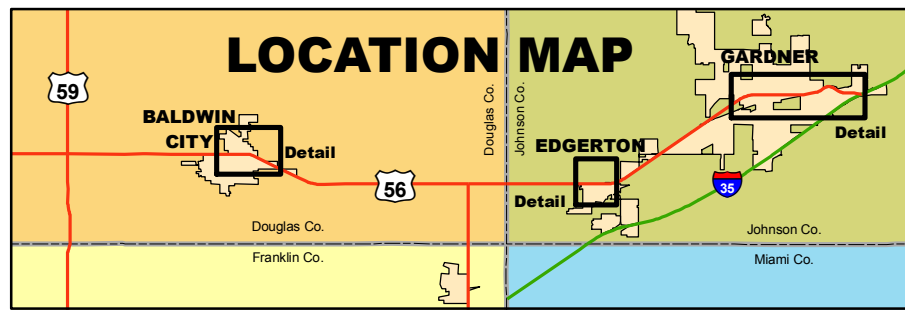 LOCATION MAP
GARDNER
59
BALDWIN
CITY
Detail
Douglas Co.
Johnson Co.
EDGERTON
Detail
Detail
56
35
Douglas Co.
Johnson Co.
Franklin Co.
Miami Co.